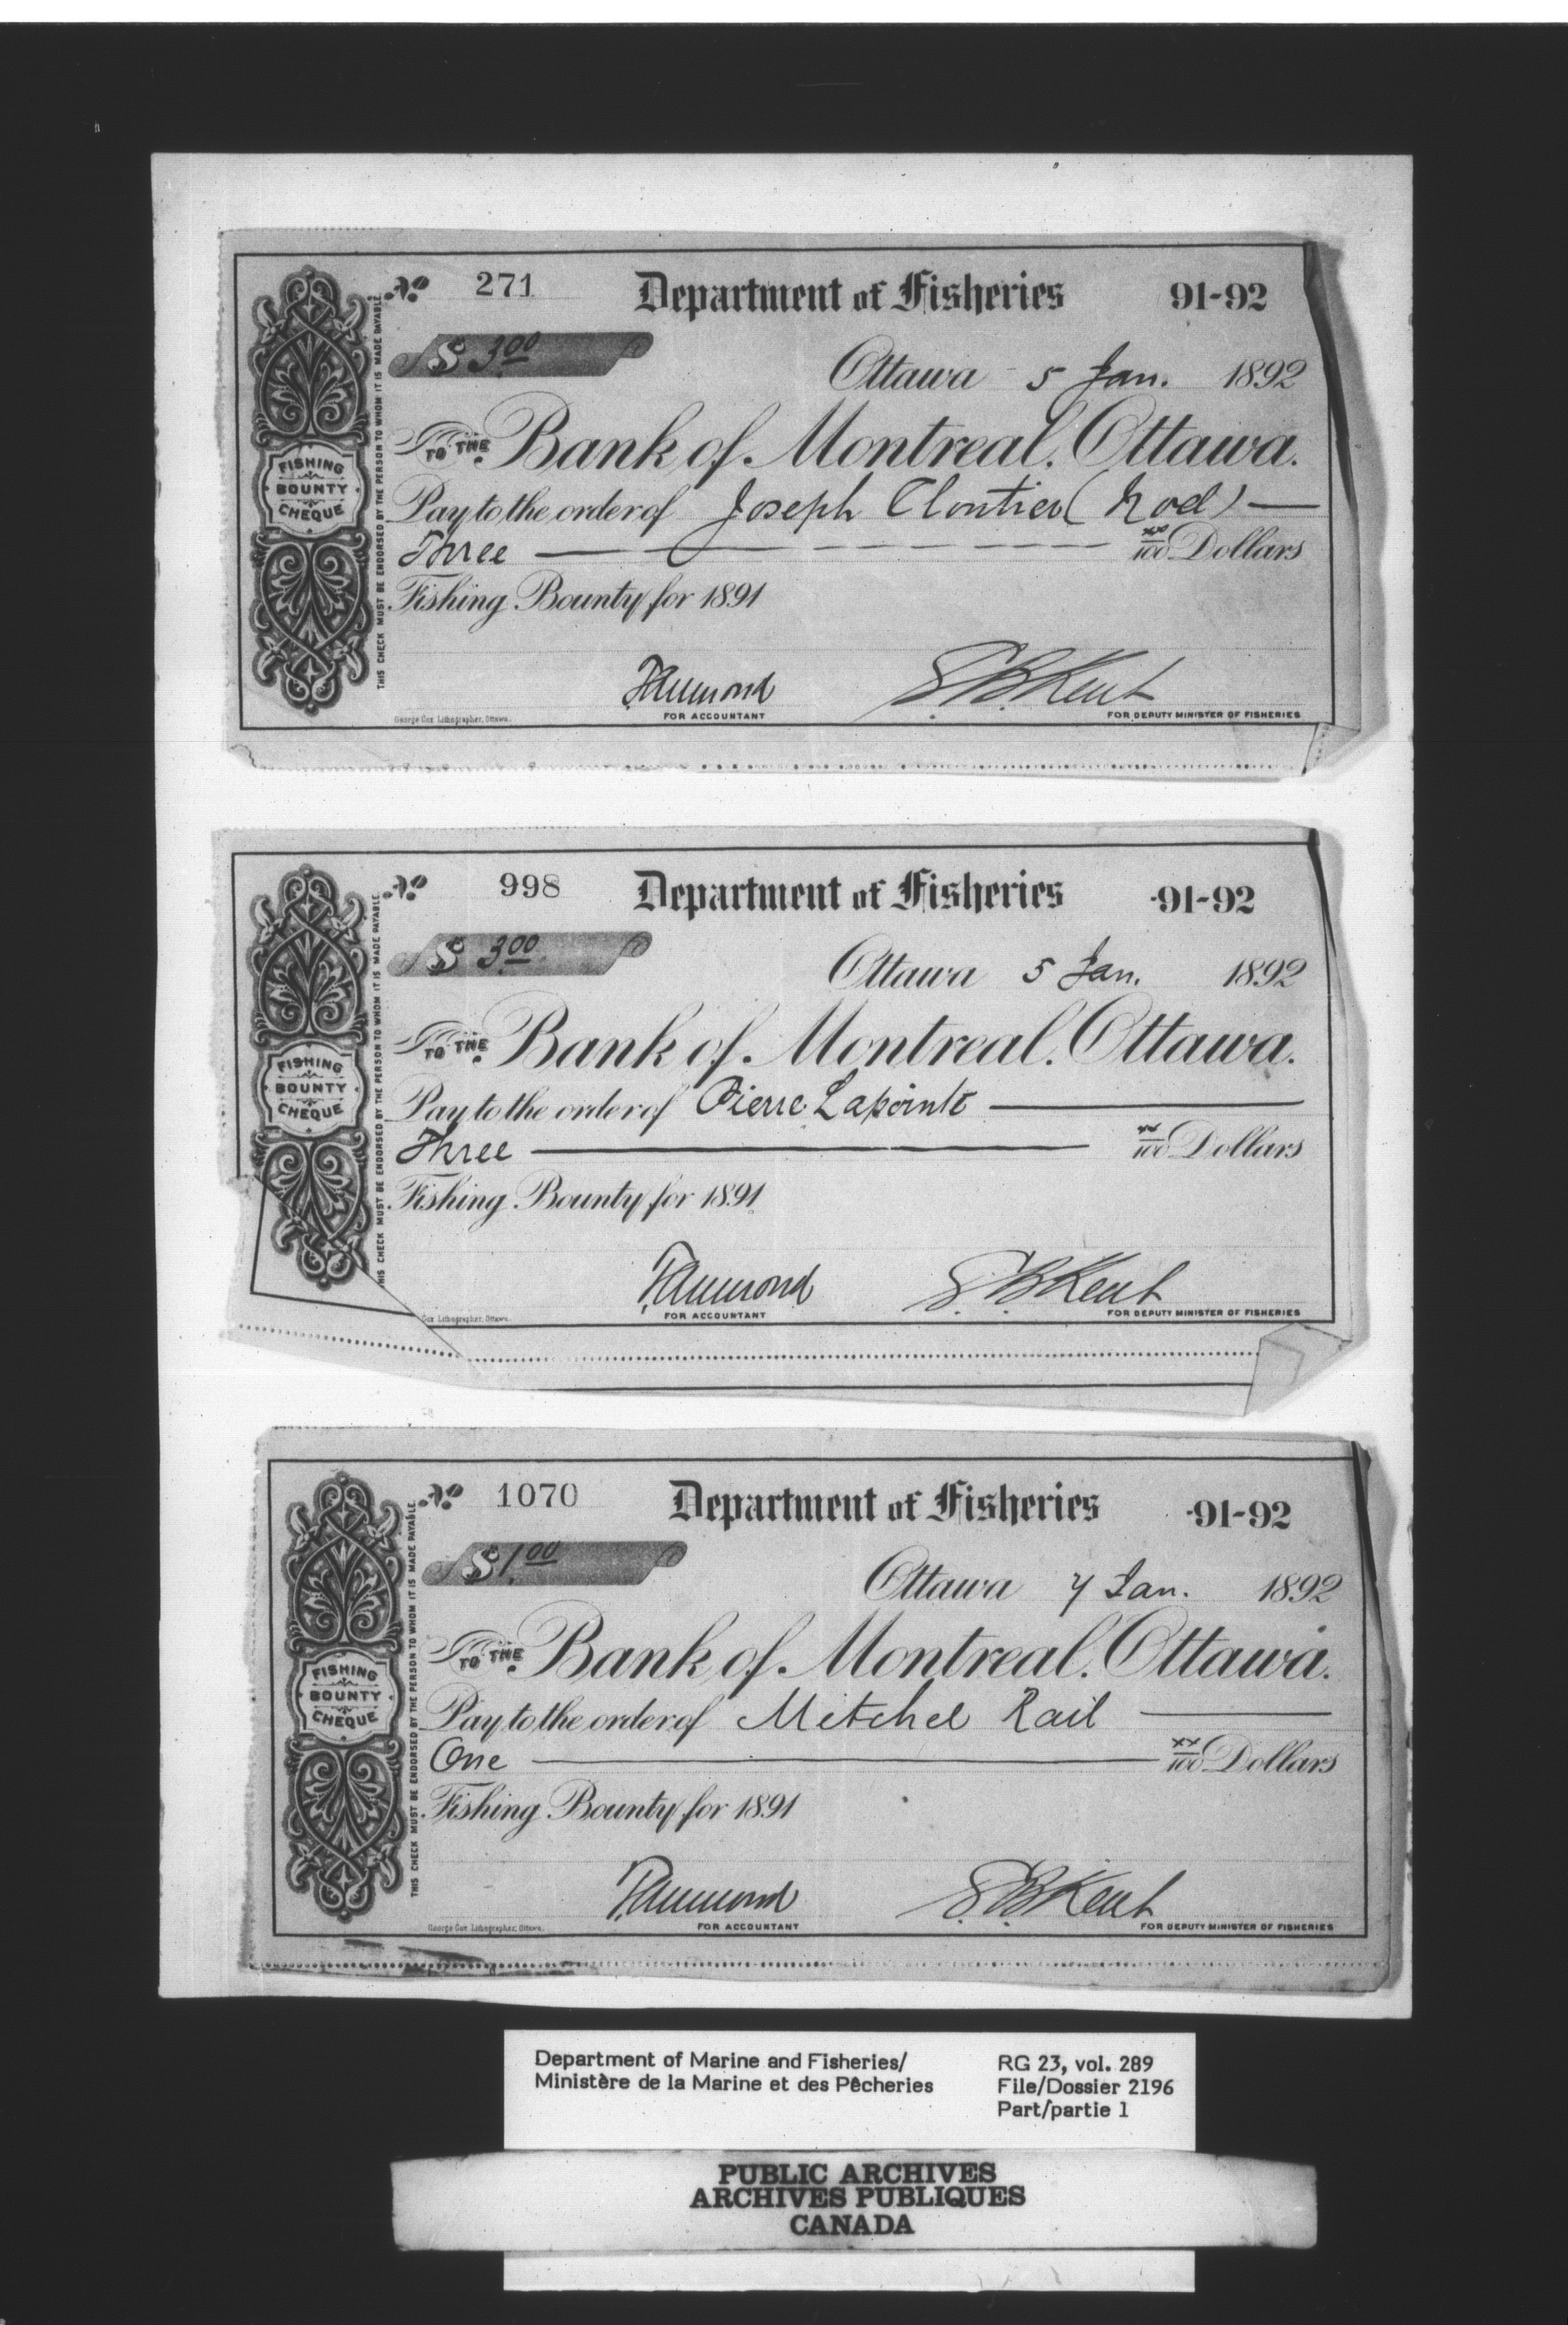 No 271 Department of Fisheries 91-92
$ 3.00
Ottawa 5 Jan. 1892
TO THE Bank of Montreal. Ottawa.
Pay to the order of Joseph Cloutier (Noel)
Three xx/100 Dollars
Fishing Bounty for 1891
S B Kent
FOR ACCOUNTANT FOR DEPUTY MINISTER OF FISHERIES
George Cox Lithographer, Ottawa.
FISHING
BOUNTY
CHEQUE
THIS CHECK MUST BE ENDORSED BY THE PERSON TO WHOM IT IS MADE PAYABLE
No 998 Department of Fisheries 91-92
$ 3.00
Ottawa 5 Jan. 1892
TO THE Bank of Montreal. Ottawa.
Pay to the order of Pierre Lapointe
Three xx/100 Dollars
Fishing Bounty for 1891
S B Kent
FOR ACCOUNTANT FOR DEPUTY MINISTER OF FISHERIES
Cox Lithographer, Ottawa.
FISHING
BOUNTY
CHEQUE
THIS CHECK MUST BE ENDORSED BY THE PERSON TO WHOM IT IS MADE PAYABLE
No 1070 Department of Fisheries 91-92
$ 1.00
Ottawa 7 Jan. 1892
TO THE Bank of Montreal. Ottawa.
Pay to the order of Mitchel Rail
One xx/100 Dollars
Fishing Bounty for 1891
S B Kent
FOR ACCOUNTANT FOR DEPUTY MINISTER OF FISHERIES
George Cox Lithographer, Ottawa.
FISHING
BOUNTY
CHEQUE
THIS CHECK MUST BE ENDORSED BY THE PERSON TO WHOM IT IS MADE PAYABLE
Department of Marine and Fisheries/ RG 23, vol. 289
Ministère de la Marine et des Pêcheries File/Dossier 2196
Part/partie 1
PUBLIC ARCHIVES
ARCHIVES PUBLIQUES
CANADA